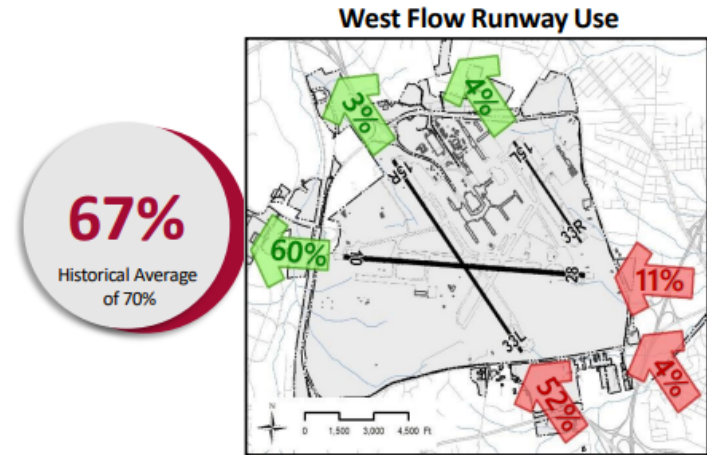 West Flow Runway Use
67%
Historical Average
of 70%
3%
4%
15R
15L
33R
60%
10
28
11%
33L
52%
4%
N
0 1,500 3,000 4,500 Ft